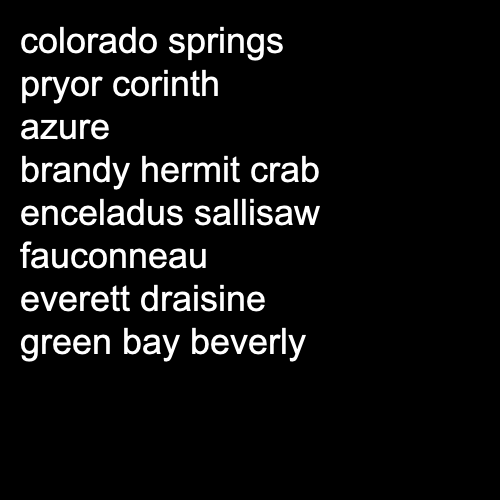 colorado springs
pryor corinth
azure
brandy hermit crab
enceladus sallisaw
fauconneau
everett draisine
green bay beverly